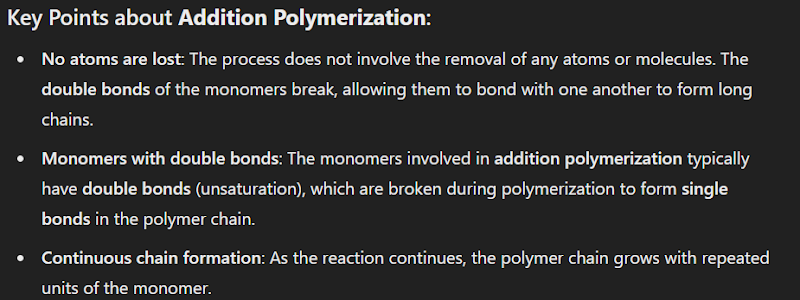 Key Points about Addition Polymerization:
• No atoms are lost: The process does not involve the removal of any atoms or molecules. The
double bonds of the monomers break, allowing them to bond with one another to form long
chains.
• Monomers with double bonds: The monomers involved in addition polymerization typically
have double bonds (unsaturation), which are broken during polymerization to form single
bonds in the polymer chain.
• Continuous chain formation: As the reaction continues, the polymer chain grows with repeated
units of the monomer.